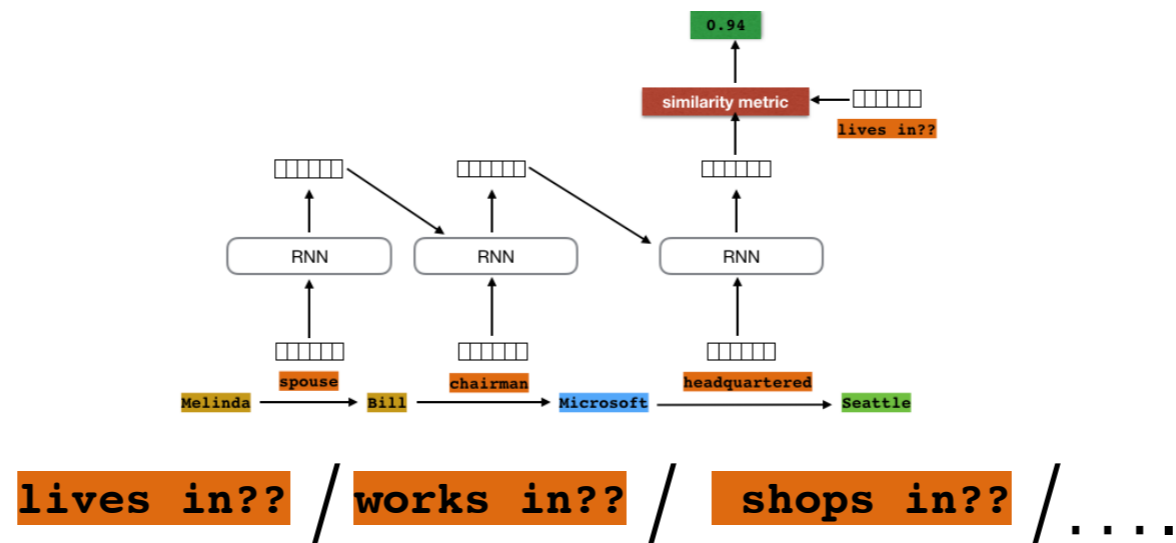 0.94
similarity metric
lives in??
RNN RNN RNN
spouse chairman headquartered
Melinda Bill Microsoft Seattle
lives in?? / works in?? / shops in?? / ....